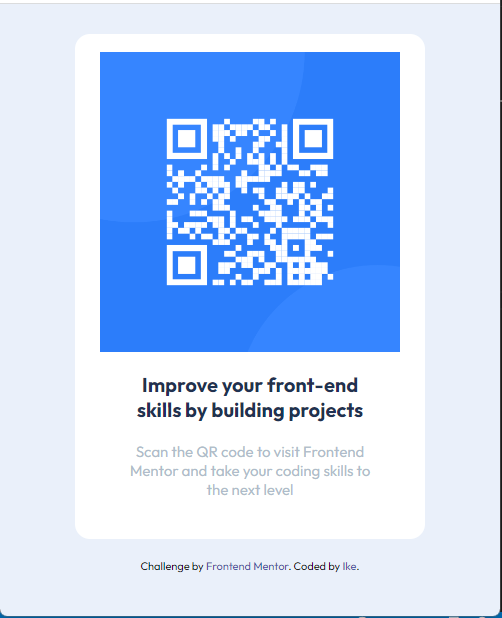 Improve your front-end
skills by building projects
Scan the QR code to visit Frontend
Mentor and take your coding skills to
the next level
Challenge by Frontend Mentor. Coded by Ike.